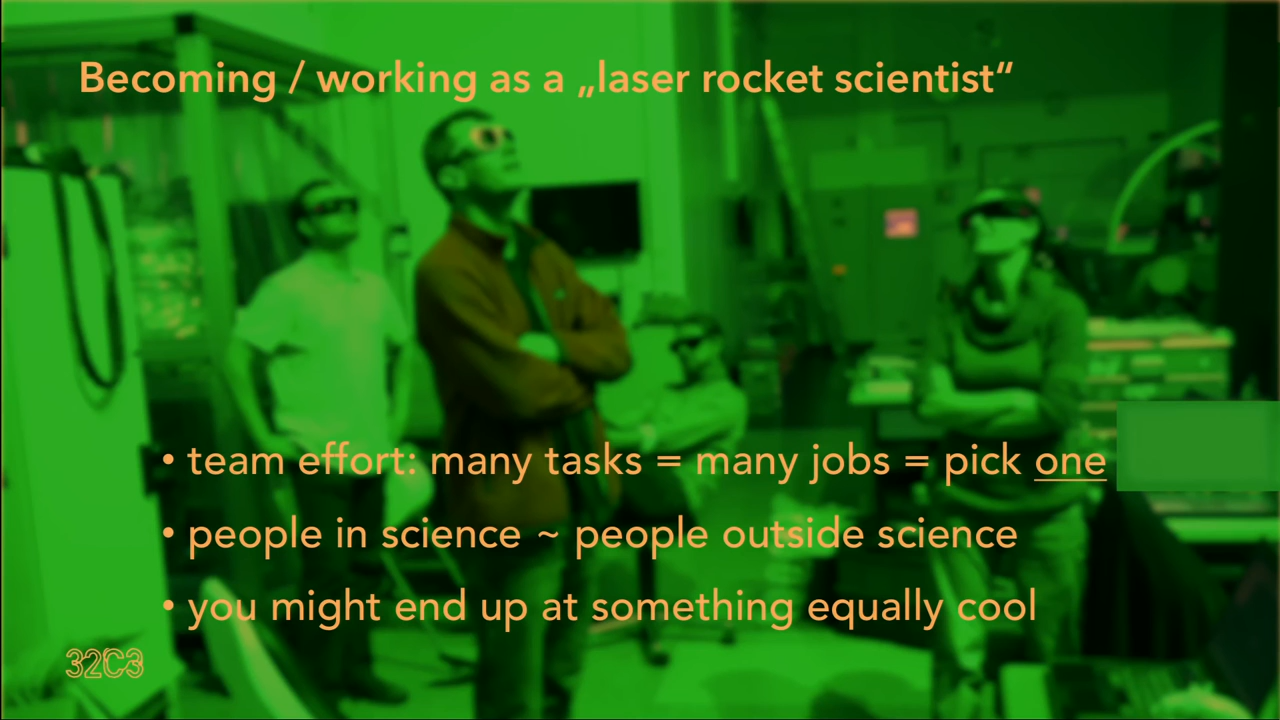 Becoming / working as a „laser rocket scientist“
• team effort: many tasks = many jobs = pick one
• people in science ~ people outside science
• you might end up at something equally cool
32C3